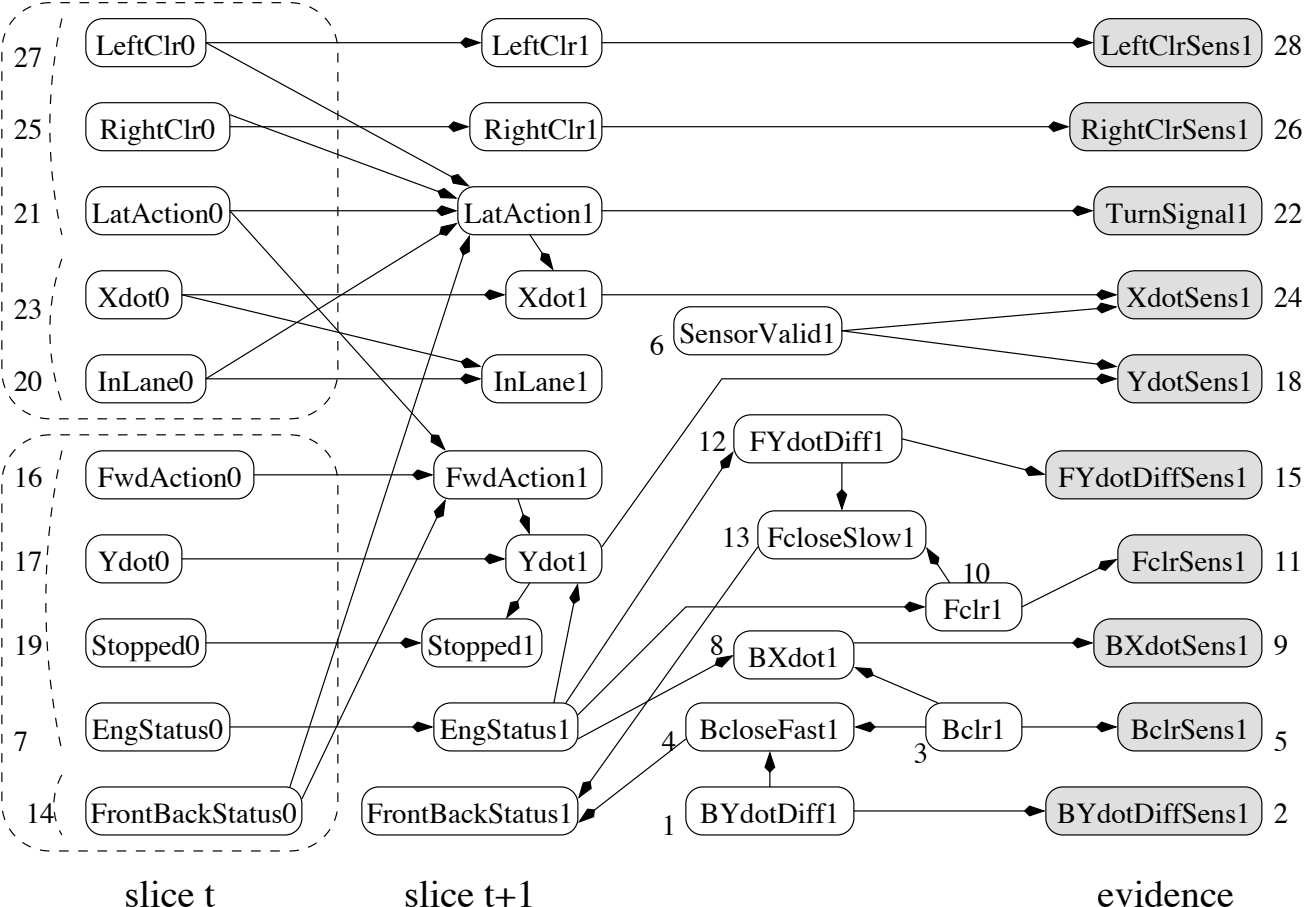 27 LeftClr0 LeftClr1 LeftClrSens1 28
25 RightClr0 RightClr1 RightClrSens1 26
21 LatAction0 LatAction1 TurnSignal1 22
23 Xdot0 Xdot1 XdotSens1 24
6 SensorValid1
20 InLane0 InLane1 YdotSens1 18
12 FYdotDiff1
16 FwdAction0 FwdAction1 FYdotDiffSens1 15
13 FcloseSlow1
17 Ydot0 Ydot1 FclrSens1 11
10
Fclr1
19 Stopped0 Stopped1 8 BXdot1 BXdotSens1 9
7 EngStatus0 EngStatus1 4 BcloseFast1 3 Bclr1 BclrSens1 5
14 FrontBackStatus0 FrontBackStatus1 1 BYdotDiff1 BYdotDiffSens1 2
slice t slice t+1 evidence